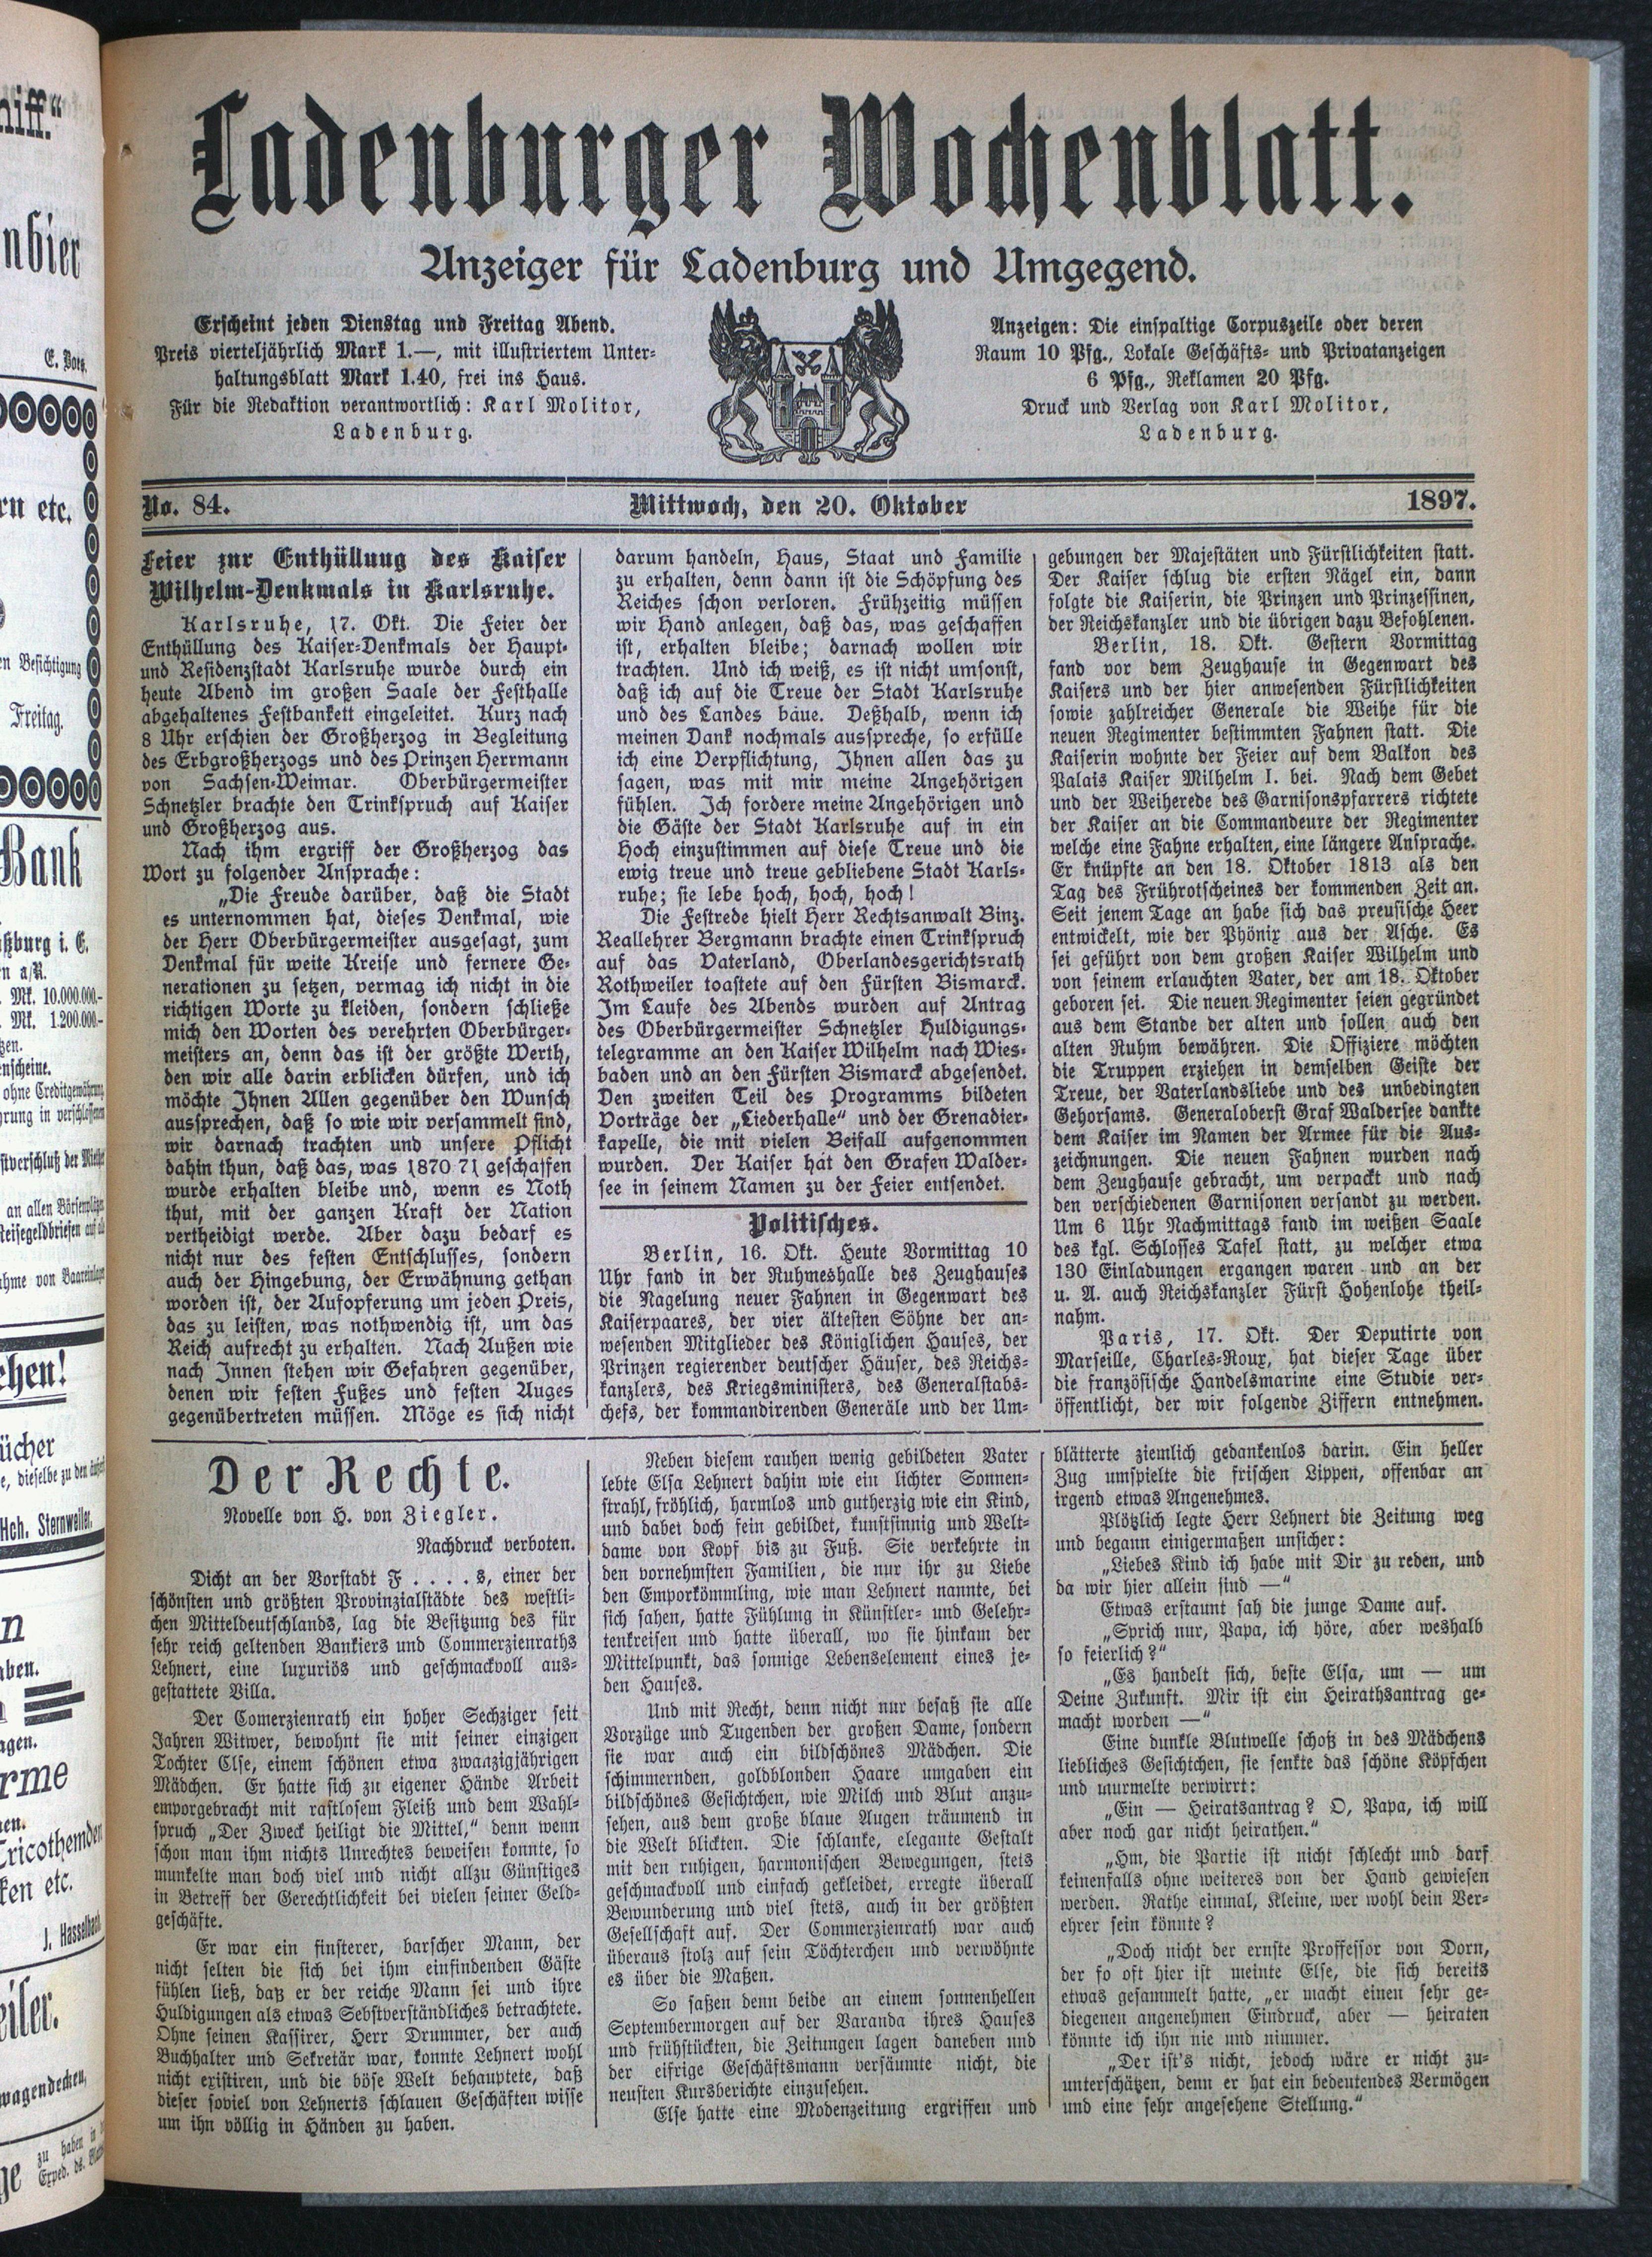 Ladenburger Wochenblatt.
Anzeiger für Ladenburg und Umgegend.
Erscheint jeden Dienstag und Freitag Abend.
Preis vierteljährlich Mark 1.—, mit illustriertem Unter-
haltungsblatt Mark 1.40, frei ins Haus.
Für die Redaktion verantwortlich: Karl Molitor,
Ladenburg.
Anzeigen: Die einspaltige Corpuszeile oder deren
Raum 10 Pfg., Lokale Geschäfts- und Privatanzeigen
6 Pfg., Reklamen 20 Pfg.
Druck und Verlag von Karl Molitor,
Ladenburg.
No. 84.
Mittwoch, den 20. Oktober
1897.
Feier zur Enthüllung des Kaiser
Wilhelm-Denkmals in Karlsruhe.
Karlsruhe, 17. Okt. Die Feier der
Enthüllung des Kaiser-Denkmals der Haupt-
und Residenzstadt Karlsruhe wurde durch ein
heute Abend im großen Saale der Festhalle
abgehaltenes Festbankett eingeleitet. Kurz nach
8 Uhr erschien der Großherzog in Begleitung
des Erbgroßherzogs und des Prinzen Herrmann
von Sachsen-Weimar. Oberbürgermeister
Schnetzler brachte den Trinkspruch auf Kaiser
und Großherzog aus.
Nach ihm ergriff der Großherzog das
Wort zu folgender Ansprache:
„Die Freude darüber, daß die Stadt
es unternommen hat, dieses Denkmal, wie
der Herr Oberbürgermeister ausgesagt, zum
Denkmal für weite Kreise und fernere Ge-
nerationen zu setzen, vermag ich nicht in die
richtigen Worte zu kleiden, sondern schließe
mich den Worten des verehrten Oberbürger-
meisters an, denn das ist der größte Werth,
den wir alle darin erblicken dürfen, und ich
möchte Ihnen Allen gegenüber den Wunsch
aussprechen, daß so wie wir versammelt sind,
wir darnach trachten und unsere Pflicht
dahin thun, daß das, was 1870 71 geschaffen
wurde erhalten bleibe und, wenn es Noth
thut, mit der ganzen Kraft der Nation
vertheidigt werde. Aber dazu bedarf es
nicht nur des festen Entschlusses, sondern
auch der Hingebung, der Erwähnung gethan
worden ist, der Aufopferung um jeden Preis,
das zu leisten, was nothwendig ist, um das
Reich aufrecht zu erhalten. Nach Außen wie
nach Innen stehen wir Gefahren gegenüber,
denen wir festen Fußes und festen Auges
gegenübertreten müssen. Möge es sich nicht
darum handeln, Haus, Staat und Familie
zu erhalten, denn dann ist die Schöpfung des
Reiches schon verloren. Frühzeitig müssen
wir Hand anlegen, daß das, was geschaffen
ist, erhalten bleibe; darnach wollen wir
trachten. Und ich weiß, es ist nicht umsonst,
daß ich auf die Treue der Stadt Karlsruhe
und des Landes baue. Deßhalb, wenn ich
meinen Dank nochmals ausspreche, so erfülle
ich eine Verpflichtung, Ihnen allen das zu
sagen, was mit mir meine Angehörigen
fühlen. Ich fordere meine Angehörigen und
die Gäste der Stadt Karlsruhe auf in ein
Hoch einzustimmen auf diese Treue und die
ewig treue und treue gebliebene Stadt Karls-
ruhe; sie lebe hoch, hoch, hoch!
Die Festrede hielt Herr Rechtsanwalt Binz.
Reallehrer Bergmann brachte einen Trinkspruch
auf das Vaterland, Oberlandesgerichtsrath
Rothweiler toastete auf den Fürsten Bismarck.
Im Laufe des Abends wurden auf Antrag
des Oberbürgermeister Schnetzler Huldigungs-
telegramme an den Kaiser Wilhelm nach Wies-
baden und an den Fürsten Bismarck abgesendet.
Den zweiten Teil des Programms bildeten
Vorträge der „Liederhalle“ und der Grenadier-
kapelle, die mit vielen Beifall aufgenommen
wurden. Der Kaiser hat den Grafen Walder-
see in seinem Namen zu der Feier entsendet.
Politisches.
Berlin, 16. Okt. Heute Vormittag 10
Uhr fand in der Ruhmeshalle des Zeughauses
die Nagelung neuer Fahnen in Gegenwart des
Kaiserpaares, der vier ältesten Söhne der an-
wesenden Mitglieder des Königlichen Hauses, der
Prinzen regierender deutscher Häuser, des Reichs-
kanzlers, des Kriegsministers, des Generalstabs-
chefs, der kommandirenden Generäle und der Um-
gebungen der Majestäten und Fürstlichkeiten statt.
Der Kaiser schlug die ersten Nägel ein, dann
folgte die Kaiserin, die Prinzen und Prinzessinen,
der Reichskanzler und die übrigen dazu Befohlenen.
Berlin, 18. Okt. Gestern Vormittag
fand vor dem Zeughause in Gegenwart des
Kaisers und der hier anwesenden Fürstlichkeiten
sowie zahlreicher Generale die Weihe für die
neuen Regimenter bestimmten Fahnen statt. Die
Kaiserin wohnte der Feier auf dem Balkon des
Palais Kaiser Milhelm I. bei. Nach dem Gebet
und der Weiherede des Garnisonspfarrers richtete
der Kaiser an die Commandeure der Regimenter
welche eine Fahne erhalten, eine längere Ansprache.
Er knüpfte an den 18. Oktober 1813 als den
Tag des Frührotscheines der kommenden Zeit an.
Seit jenem Tage an habe sich das preusische Heer
entwickelt, wie der Phönix aus der Asche. Es
sei geführt von dem großen Kaiser Wilhelm und
von seinem erlauchten Vater, der am 18. Oktober
geboren sei. Die neuen Regimenter seien gegründet
aus dem Stande der alten und sollen auch den
alten Ruhm bewähren. Die Offiziere möchten
die Truppen erziehen in demselben Geiste der
Treue, der Vaterlandsliebe und des unbedingten
Gehorsams. Generaloberst Graf Waldersee dankte
dem Kaiser im Namen der Armee für die Aus-
zeichnungen. Die neuen Fahnen wurden nach
dem Zeughause gebracht, um verpackt und nach
den verschiedenen Garnisonen versandt zu werden.
Um 6 Uhr Nachmittags fand im weißen Saale
des kgl. Schlosses Tafel statt, zu welcher etwa
130 Einladungen ergangen waren und an der
u. A. auch Reichskanzler Fürst Hohenlohe theil-
nahm.
Paris, 17. Okt. Der Deputirte von
Marseille, Charles-Roux, hat dieser Tage über
die französische Handelsmarine eine Studie ver-
öffentlicht, der wir folgende Ziffern entnehmen.
Der Rechte.
Novelle von H. von Ziegler.
Nachdruck verboten.
Dicht an der Vorstadt F . . . . s, einer der
schönsten und größten Provinzialstädte des westli-
chen Mitteldeutschlands, lag die Besitzung des für
sehr reich geltenden Bankiers und Commerzienraths
Lehnert, eine luxuriös und geschmackvoll aus-
gestattete Villa.
Der Comerzienrath ein hoher Sechziger seit
Jahren Witwer, bewohnt sie mit seiner einzigen
Tochter Else, einem schönen etwa zwanzigjährigen
Mädchen. Er hatte sich zu eigener Hände Arbeit
emporgebracht mit rastlosem Fleiß und dem Wahl-
spruch „Der Zweck heiligt die Mittel,“ denn wenn
schon man ihm nichts Unrechtes beweisen konnte, so
munkelte man doch viel und nicht allzu Günstiges
in Betreff der Gerechtlichkeit bei vielen seiner Geld-
geschäfte.
Er war ein finsterer, barscher Mann, der
nicht selten die sich bei ihm einfindenden Gäste
fühlen ließ, daß er der reiche Mann sei und ihre
Huldigungen als etwas Sebstverständliches betrachtete.
Ohne seinen Kassirer, Herr Drummer, der auch
Buchhalter und Sekretär war, konnte Lehnert wohl
nicht existiren, und die böse Welt behauptete, daß
dieser soviel von Lehnerts schlauen Geschäften wisse
um ihn völlig in Händen zu haben.
Neben diesem rauhen wenig gebildeten Vater
lebte Elsa Lehnert dahin wie ein lichter Sonnen-
strahl, fröhlich, harmlos und gutherzig wie ein Kind,
und dabei doch fein gebildet, kunstsinnig und Welt-
dame von Kopf bis zu Fuß. Sie verkehrte in
den vornehmsten Familien, die nur ihr zu Liebe
den Emporkömmling, wie man Lehnert nannte, bei
sich sahen, hatte Fühlung in Künstler- und Gelehr-
tenkreisen und hatte überall, wo sie hinkam der
Mittelpunkt, das sonnige Lebenselement eines je-
den Hauses.
Und mit Recht, denn nicht nur besaß sie alle
Vorzüge und Tugenden der großen Dame, sondern
sie war auch ein bildschönes Mädchen. Die
schimmernden, goldblonden Haare umgaben ein
bildschönes Gesichtchen, wie Milch und Blut anzu-
sehen, aus dem große blaue Augen träumend in
die Welt blickten. Die schlanke, elegante Gestalt
mit den ruhigen, harmonischen Bewegungen, stets
geschmackvoll und einfach gekleidet, erregte überall
Bewunderung und viel stets, auch in der größten
Gesellschaft auf. Der Commerzienrath war auch
überaus stolz auf sein Töchterchen und verwöhnte
es über die Maßen.
So saßen denn beide an einem sonnenhellen
Septembermorgen auf der Varanda ihres Hauses
und frühstückten, die Zeitungen lagen daneben und
der eifrige Geschäftsmann versäumte nicht, die
neusten Kursberichte einzusehen.
Else hatte eine Modenzeitung ergriffen und
blätterte ziemlich gedankenlos darin. Ein heller
Zug umspielte die frischen Lippen, offenbar an
irgend etwas Angenehmes.
Plötzlich legte Herr Lehnert die Zeitung weg
und begann einigermaßen unsicher:
„Liebes Kind ich habe mit Dir zu reden, und
da wir hier allein sind —“
Etwas erstaunt sah die junge Dame auf.
„Sprich nur, Papa, ich höre, aber weshalb
so feierlich?“
„Es handelt sich, beste Elsa, um — um
Deine Zukunft. Mir ist ein Heirathsantrag ge-
macht worden —“
Eine dunkle Blutwelle schoß in des Mädchens
liebliches Gesichtchen, sie senkte das schöne Köpfchen
und murmelte verwirrt:
„Ein — Heiratsantrag? O, Papa, ich will
aber noch gar nicht heirathen.“
„Hm, die Partie ist nicht schlecht und darf
keinenfalls ohne weiteres von der Hand gewiesen
werden. Rathe einmal, Kleine, wer wohl dein Ver-
ehrer sein könnte?
„Doch nicht der ernste Proffessor von Dorn,
der so oft hier ist meinte Else, die sich bereits
etwas gesammelt hatte, „er macht einen sehr ge-
diegenen angenehmen Eindruck, aber — heiraten
könnte ich ihn nie und nimmer.
„Der ist's nicht, jedoch wäre er nicht zu-
unterschätzen, denn er hat ein bedeutendes Vermögen
und eine sehr angesehene Stellung.“